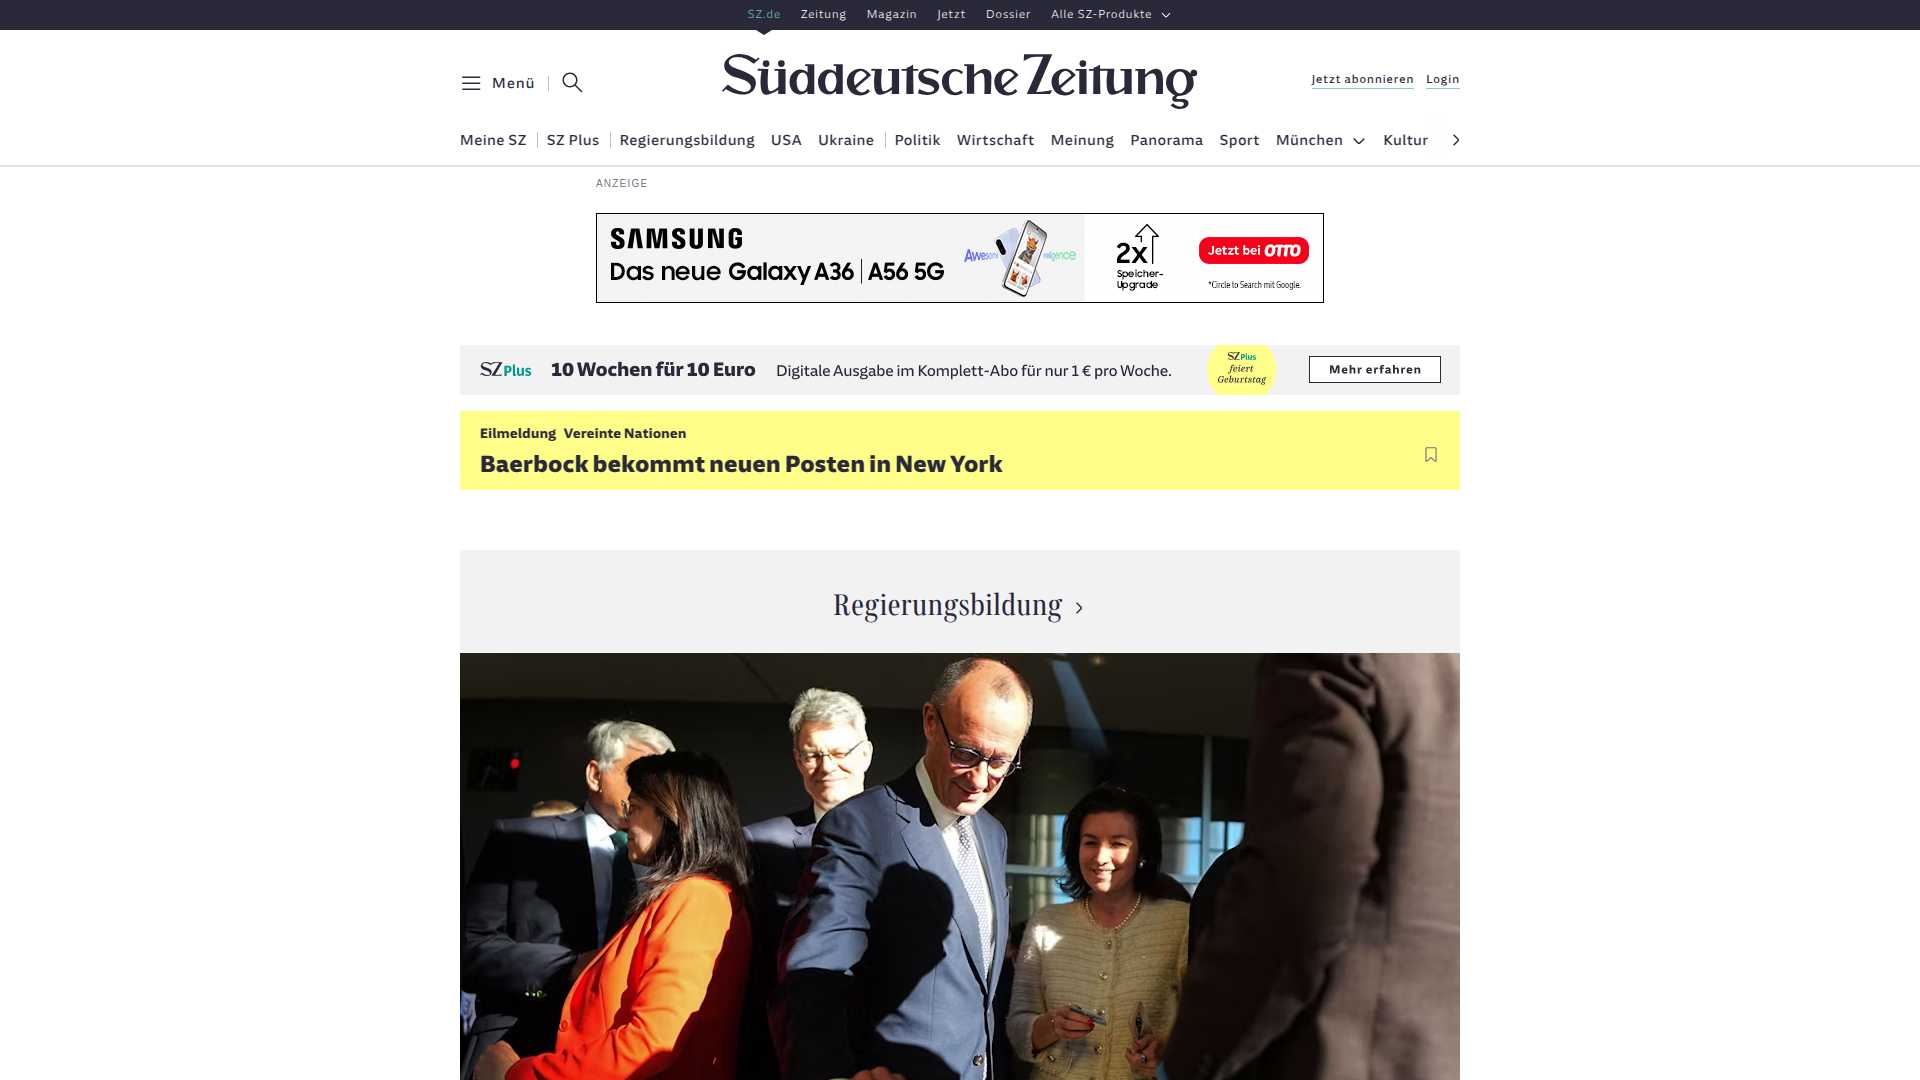 SZ.de Zeitung Magazin Jetzt Dossier Alle SZ-Produkte
Menü
Süddeutsche Zeitung
Jetzt abonnieren Login
Meine SZ SZ Plus Regierungsbildung USA Ukraine Politik Wirtschaft Meinung Panorama Sport München Kultur
ANZEIGE
SAMSUNG
Das neue Galaxy A36 | A56 5G
2x
Speicher-
Upgrade
Jetzt bei OTTO
*Circle to Search mit Google.
SZ Plus 10 Wochen für 10 Euro Digitale Ausgabe im Komplett-Abo für nur 1 € pro Woche.
SZ Plus
feiert
Geburtstag
Mehr erfahren
Eilmeldung Vereinte Nationen
Baerbock bekommt neuen Posten in New York
Regierungsbildung